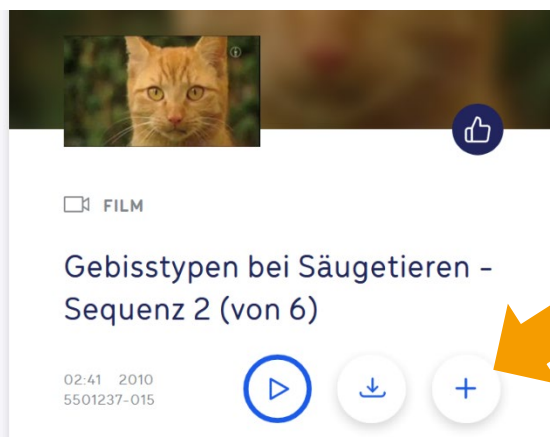 FILM
Gebisstypen bei Säugetieren -
Sequenz 2 (von 6)
02:41 2010
5501237-015